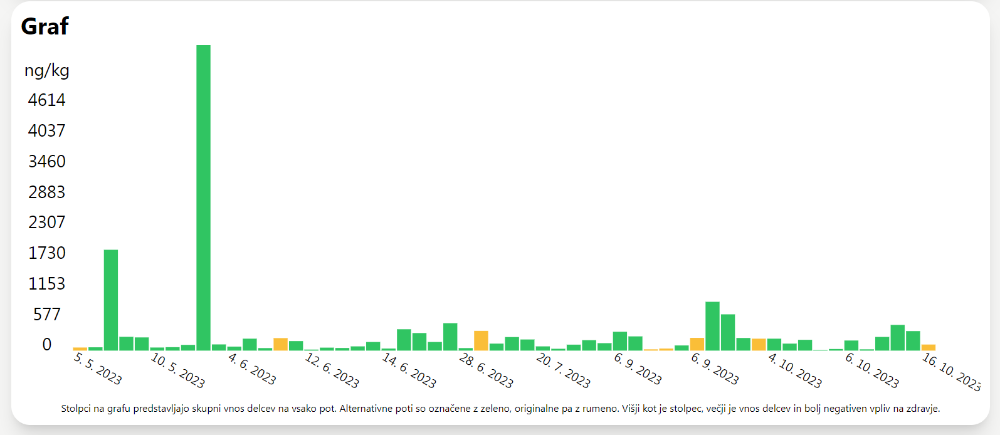 Graf
ng/kg
4614
4037
3460
2883
2307
1730
1153
577
0
5. 5. 2023
10. 5. 2023
4. 6. 2023
12. 6. 2023
14. 6. 2023
28. 6. 2023
20. 7. 2023
6. 9. 2023
6. 9. 2023
4. 10. 2023
6. 10. 2023
16. 10. 2023
Stolpci na grafu predstavljajo skupni vnos delcev na vsako pot. Alternativne poti so označene z zeleno, originalne pa z rumeno. Višji kot je stolpec, večji je vnos delcev in bolj negativen vpliv na zdravje.